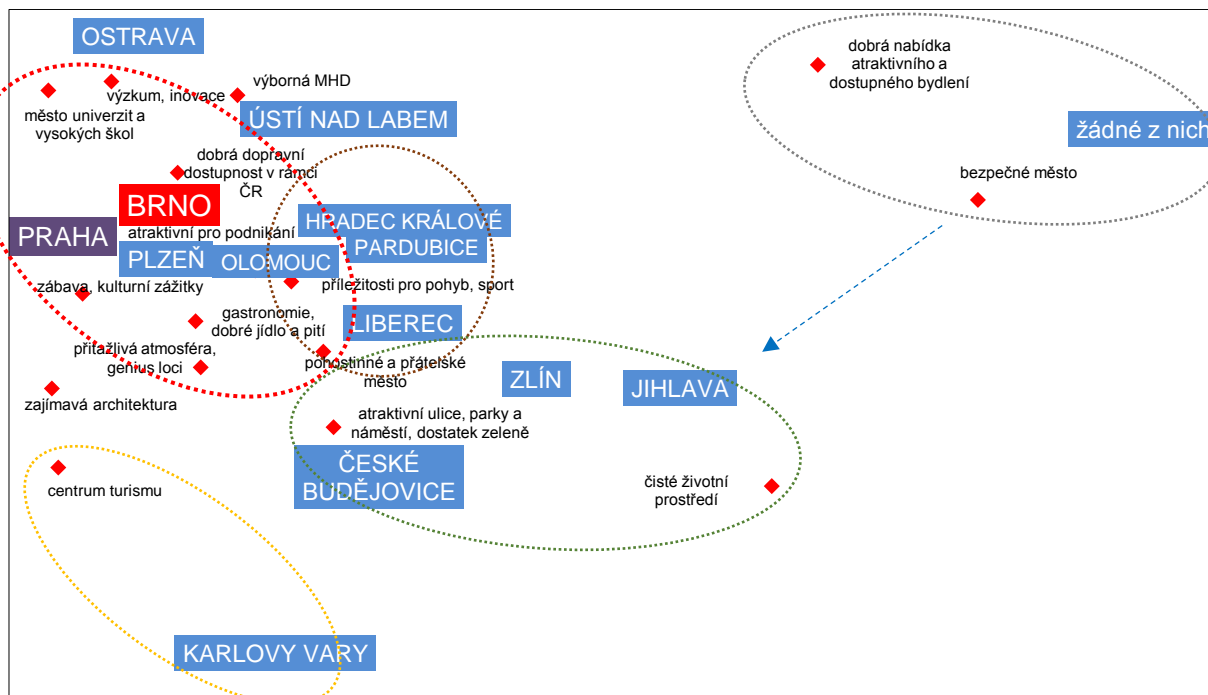 OSTRAVA
výzkum, inovace
město univerzit a
vysokých škol
výborná MHD
ÚSTÍ NAD LABEM
dobrá dopravní
dostupnost v rámci
ČR
BRNO
PRAHA
atraktivní pro podnikání
PLZEŇ
OLOMOUC
HRADEC KRÁLOVÉ
PARDUBICE
zábava, kulturní zážitky
příležitosti pro pohyb, sport
gastronomie,
dobré jídlo a pití
LIBEREC
přitažlivá atmosféra,
genius loci
pohostinné a přátelské
město
zajímavá architektura
ZLÍN
JIHLAVA
atraktivní ulice, parky a
náměstí, dostatek zeleně
ČESKÉ
BUDĚJOVICE
čisté životní
prostředí
centrum turismu
KARLOVY VARY
dobrá nabídka
atraktivního a
dostupného bydlení
žádné z nich
bezpečné město